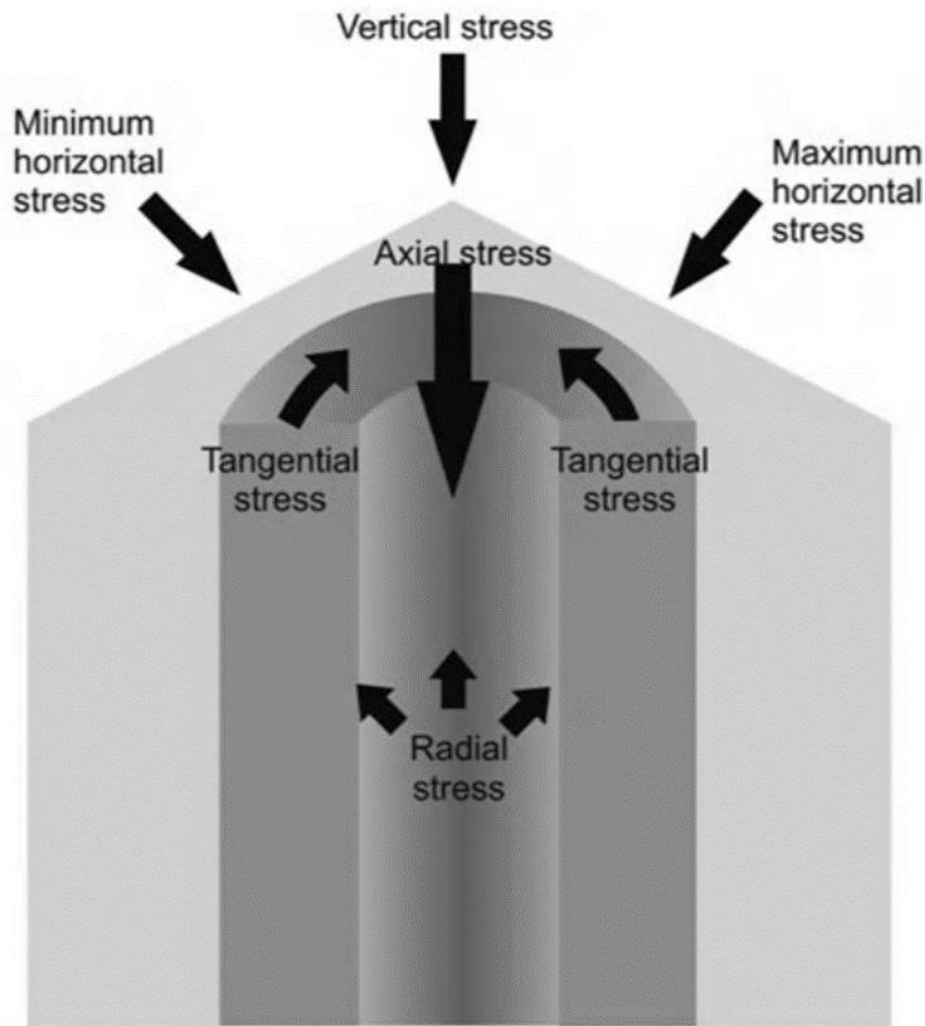 Vertical stress
Minimum
horizontal
stress
Maximum
horizontal
stress
Axial stress
Tangential
stress
Tangential
stress
Radial
stress